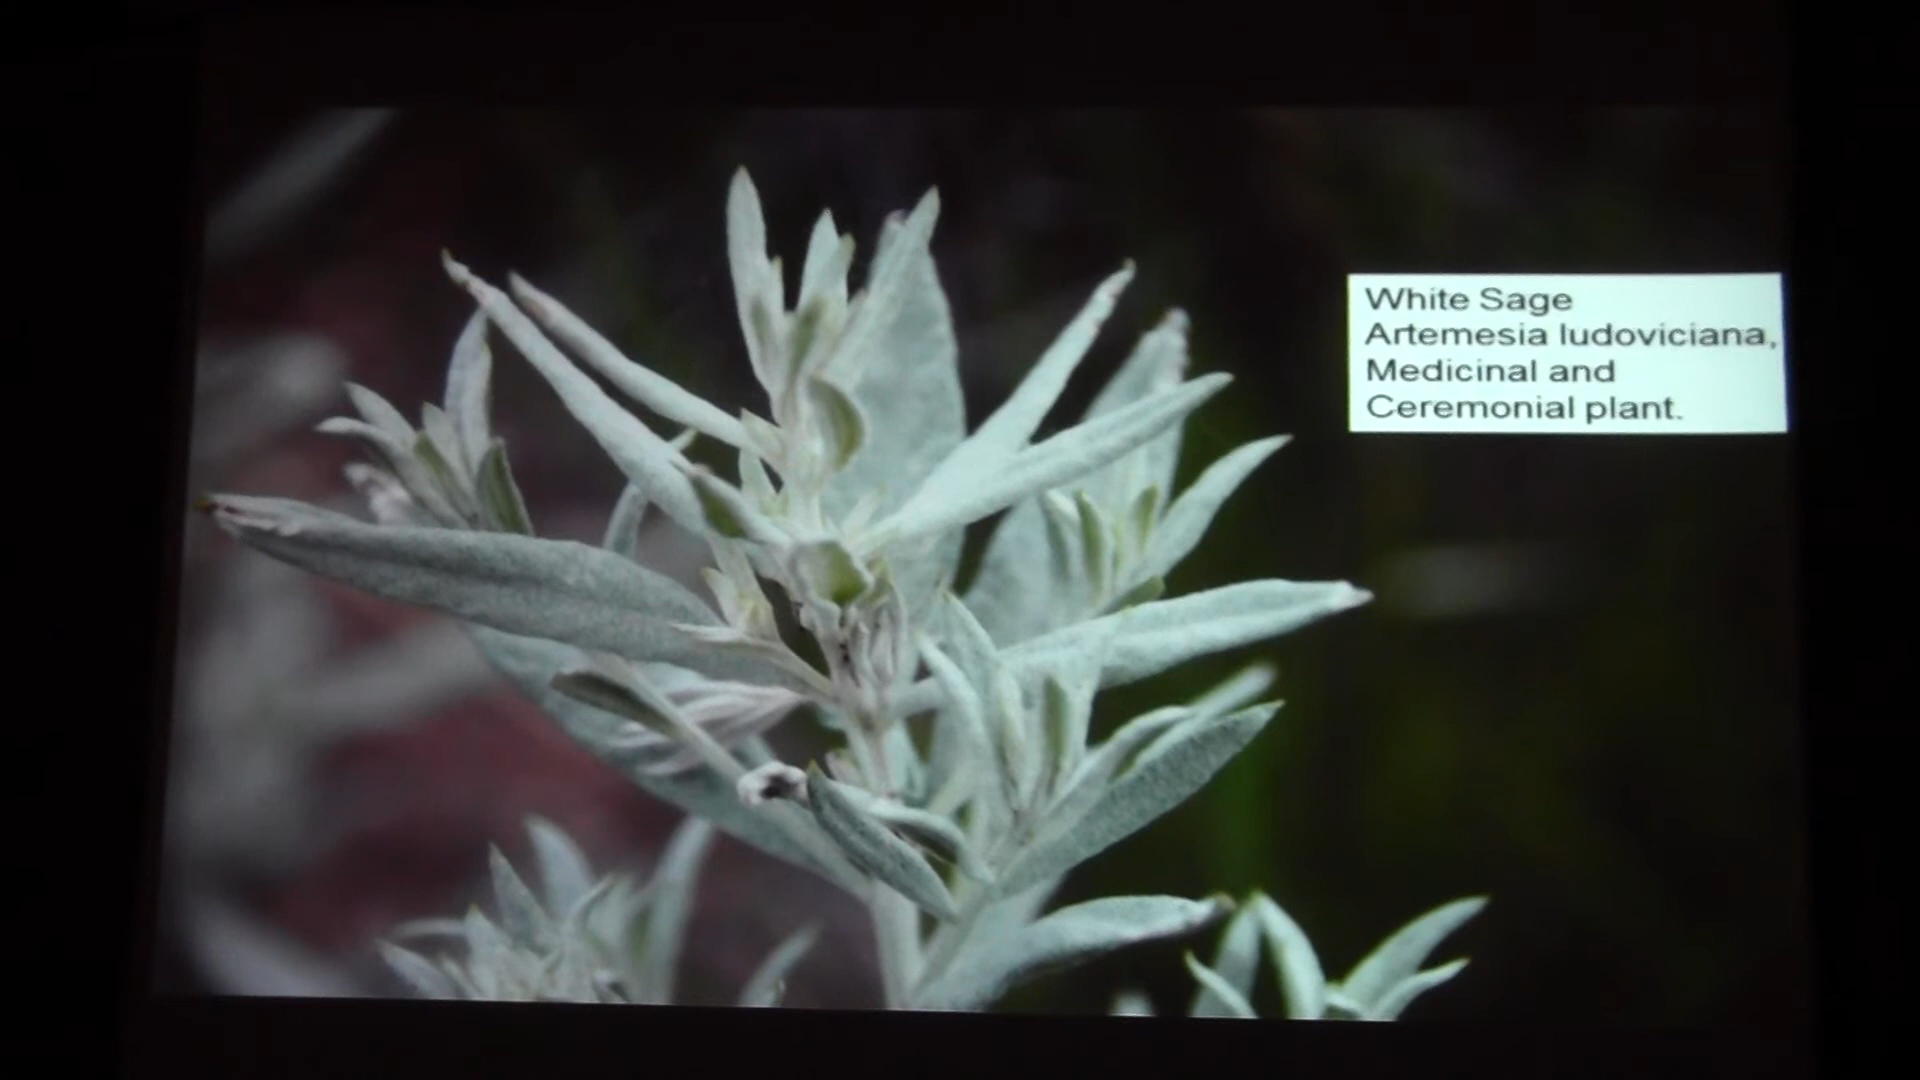 White Sage
Artemesia ludoviciana,
Medicinal and
Ceremonial plant.